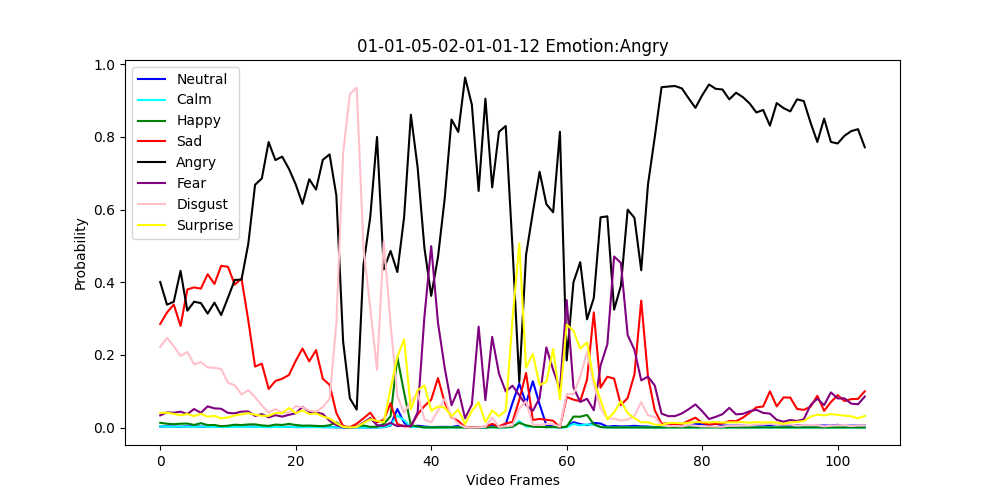 01-01-05-02-01-01-12 Emotion:Angry
1.0
0.8
0.6
0.4
0.2
0.0
Probability
Neutral
Calm
Happy
Sad
Angry
Fear
Disgust
Surprise
0
20
40
60
80
100
Video Frames